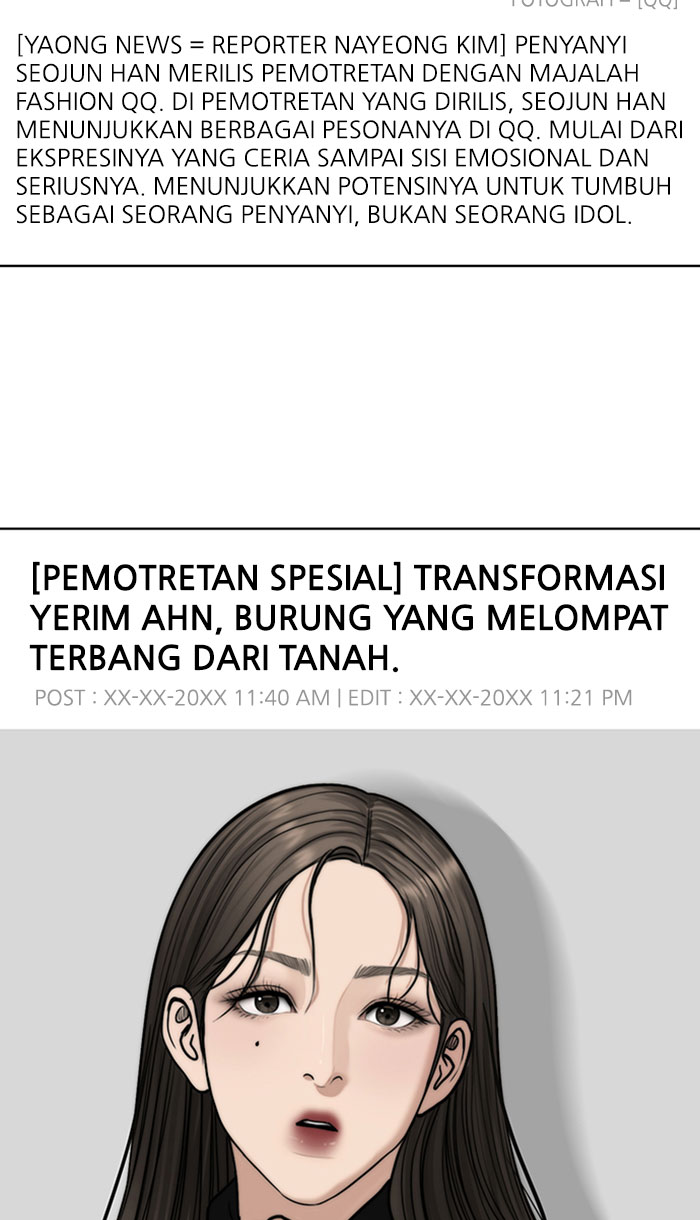 FOTOGRAFI = [QQ]
[YAONG NEWS = REPORTER NAYEONG KIM] PENYANYI
SEOJUN HAN MERILIS PEMOTRETAN DENGAN MAJALAH
FASHION QQ. DI PEMOTRETAN YANG DIRILIS, SEOJUN HAN
MENUNJUKKAN BERBAGAI PESONANYA DI QQ. MULAI DARI
EKSPRESINYA YANG CERIA SAMPAI SISI EMOSIONAL DAN
SERIUSNYA. MENUNJUKKAN POTENSINYA UNTUK TUMBUH
SEBAGAI SEORANG PENYANYI, BUKAN SEORANG IDOL.
[PEMOTRETAN SPESIAL] TRANSFORMASI
YERIM AHN, BURUNG YANG MELOMPAT
TERBANG DARI TANAH.
POST : XX-XX-20XX 11:40 AM | EDIT : XX-XX-20XX 11:21 PM